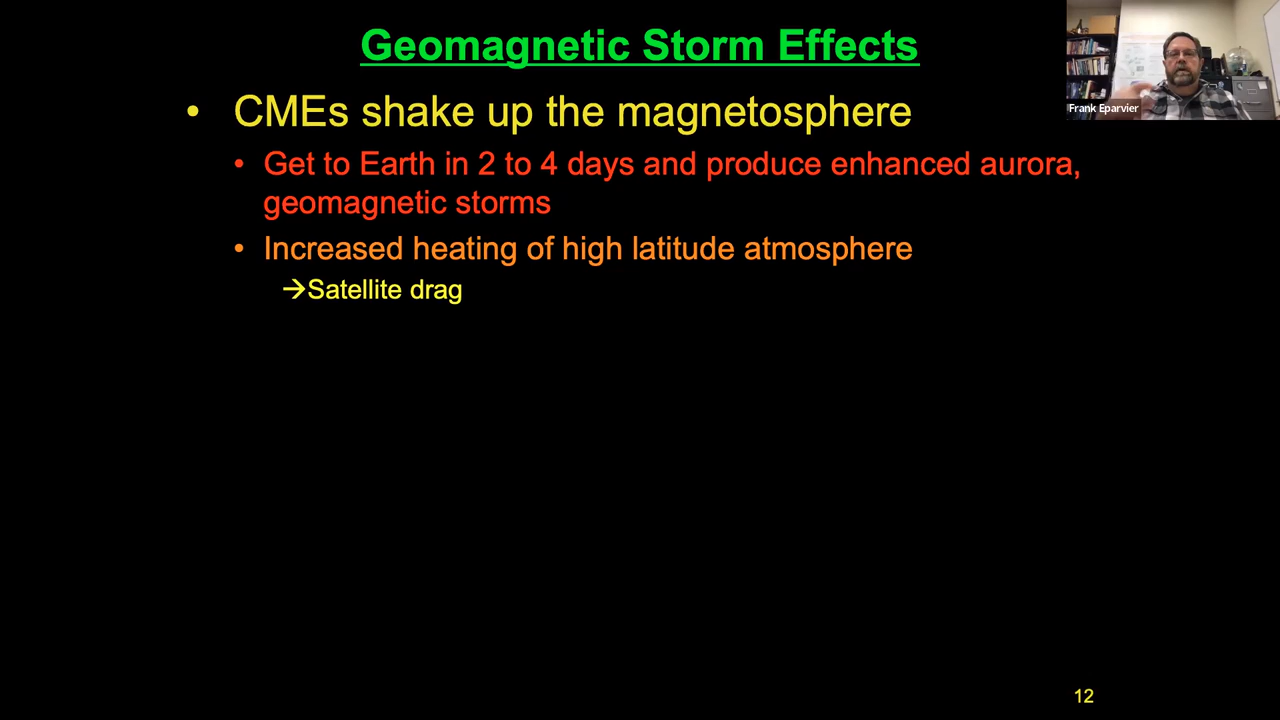 Geomagnetic Storm Effects
Frank Eparvier
• CMEs shake up the magnetosphere
• Get to Earth in 2 to 4 days and produce enhanced aurora,
geomagnetic storms
• Increased heating of high latitude atmosphere
→Satellite drag
12